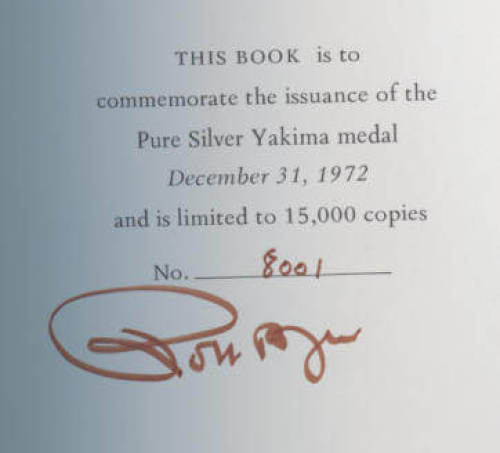 THIS BOOK is to
commemorate the issuance of the
Pure Silver Yakima medal
December 31, 1972
and is limited to 15,000 copies
No. 8001